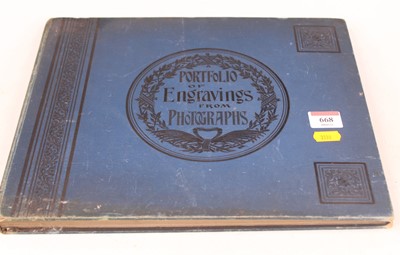 PORTFOLIO
OF
Engravings
FROM
PHOTOGRAPHS.
668